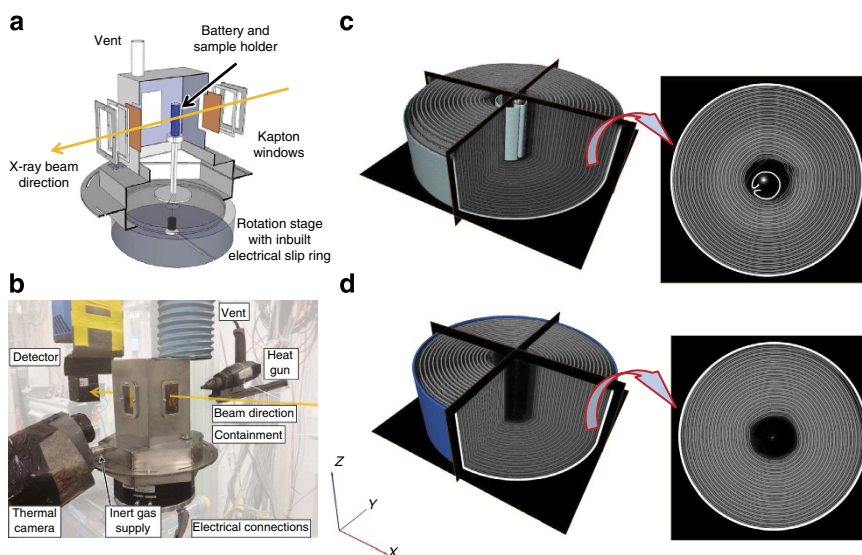 a
Vent
Battery and
sample holder
X-ray beam
direction
Kapton
windows
Rotation stage
with inbuilt
electrical slip ring
b
Vent
Detector
Heat
gun
Beam direction
Containment
Thermal
camera
Inert gas
supply
Electrical connections
c
d
Z
Y
X